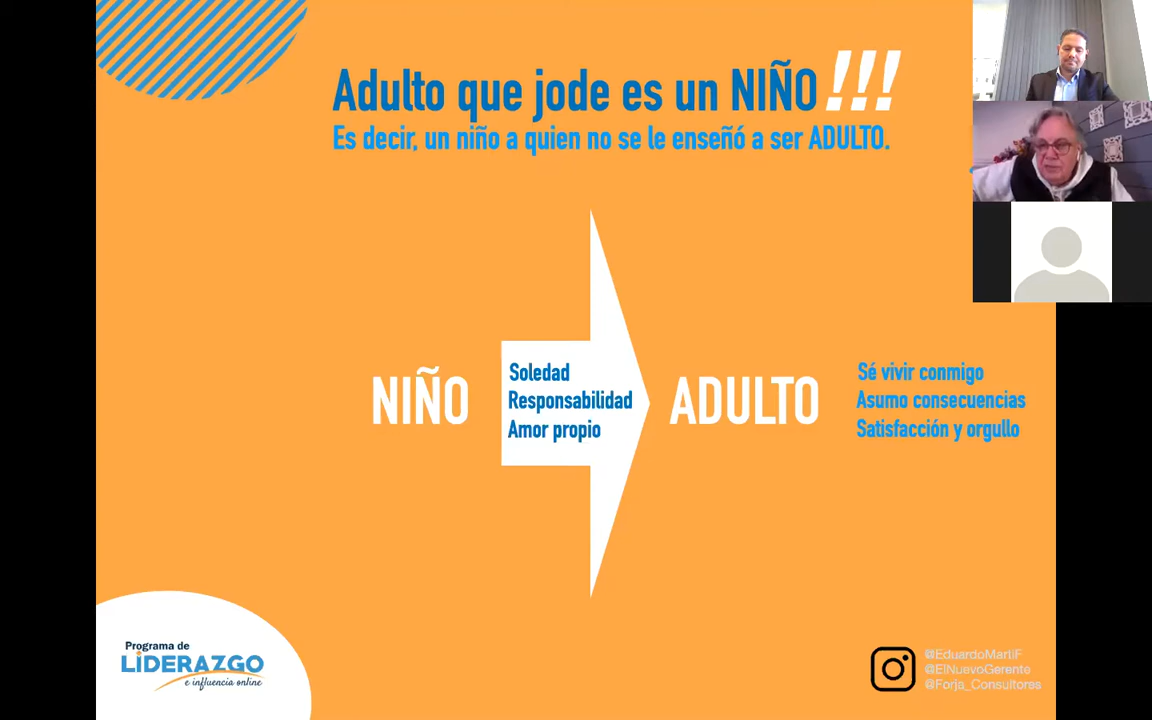 Adulto que jode es un NIÑO!!!
Es decir, un niño a quien no se le enseñó a ser ADULTO.
NIÑO
Soledad
Responsabilidad
Amor propio
ADULTO
Sé vivir conmigo
Asumo consecuencias
Satisfacción y orgullo
Programa de
LIDERAZGO
e influencia online
@EduardoMartiF
@ElNuevoGerente
@Forja_Consultores